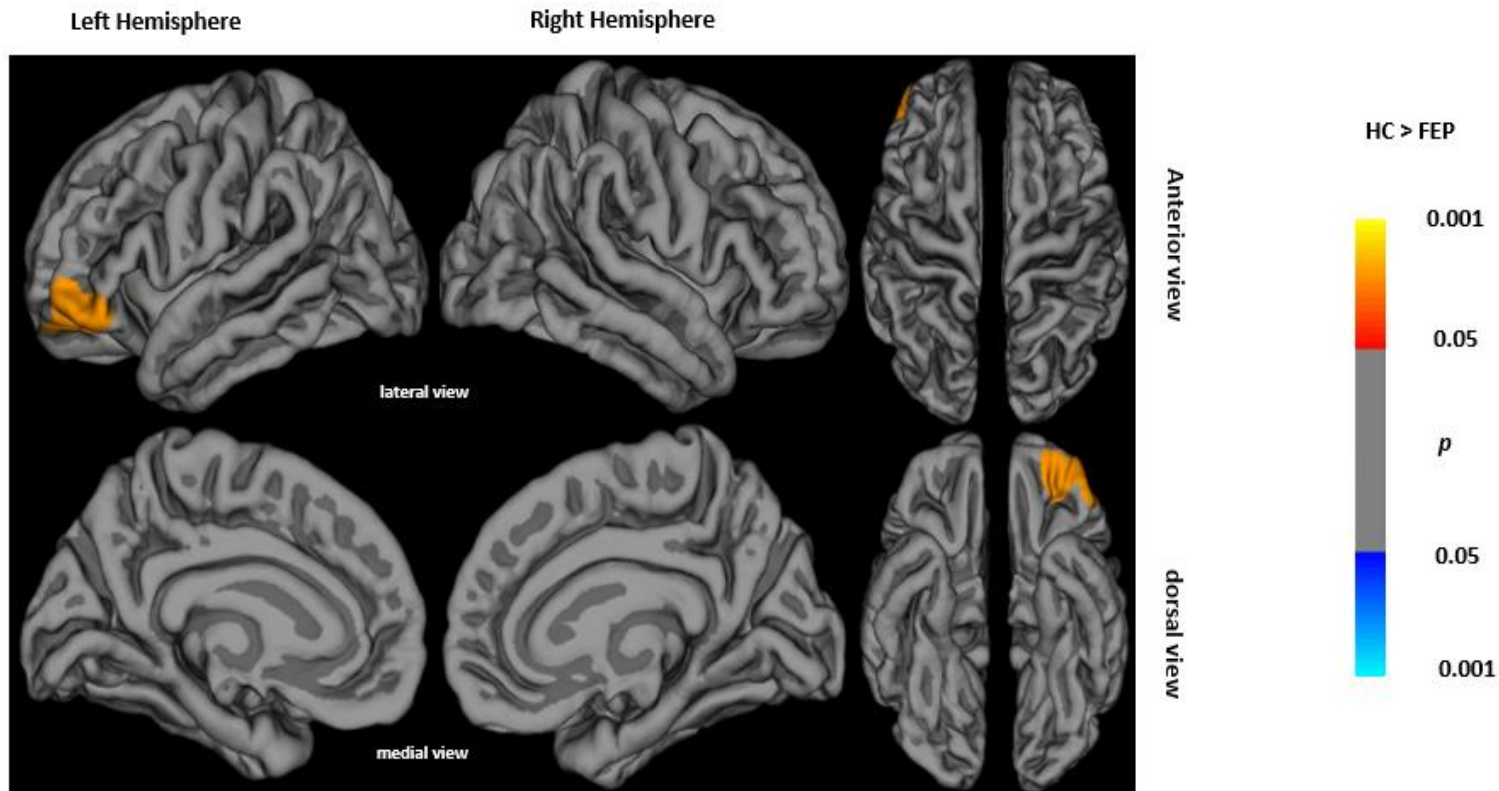 Left Hemisphere
Right Hemisphere
lateral view
medial view
Anterior view
dorsal view
HC > FEP
0.001
0.05
p
0.05
0.001